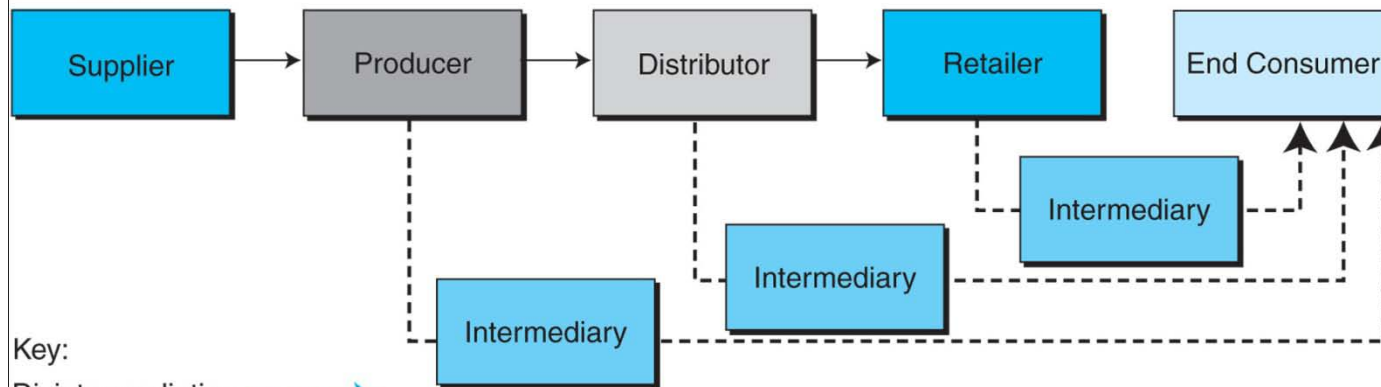 Supplier
Producer
Distributor
Retailer
End Consumer
Intermediary
Intermediary
Intermediary
Key: